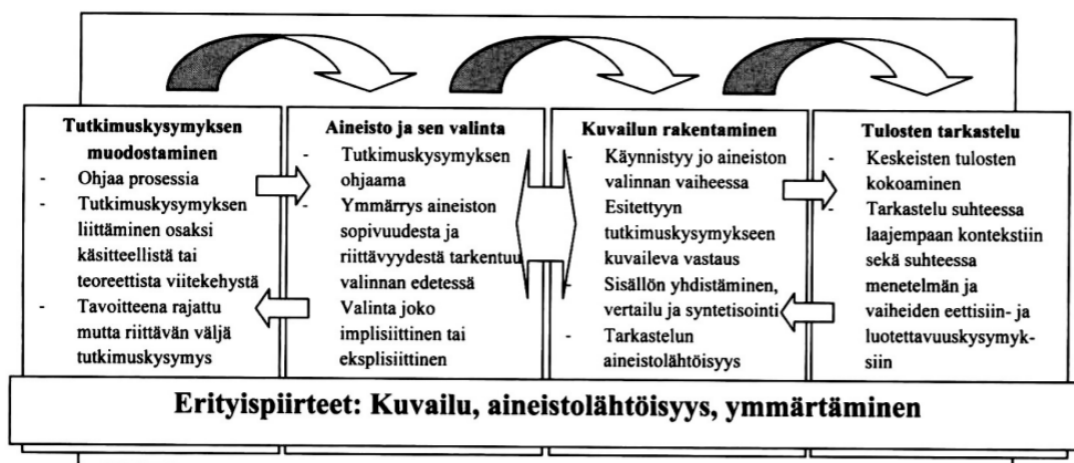 Tutkimuskysymyksen
muodostaminen
- Ohjaa prosessia
- Tutkimuskysymyksen
liittäminen osaksi
käsitteellistä tai
teoreettista viitekehystä
- Tavoitteena rajattu
mutta riittävän väljä
tutkimuskysymys
Aineisto ja sen valinta
- Tutkimuskysymyksen
ohjaama
- Ymmärrys aineiston
sopivuudesta ja
riittävyydestä tarkentuu
valinnan edetessä
- Valinta joko
implisiittinen tai
eksplisiittinen
Kuvailun rakentaminen
- Käynnistyy jo aineiston
valinnan vaiheessa
Esitettyyn
tutkimuskysymykseen
kuvaileva vastaus
- Sisällön yhdistäminen,
vertailu ja syntetisointi
- Tarkastelun
aineistolähtöisyys
Tulosten tarkastelu
- Keskeisten tulosten
kokoaminen
- Tarkastelu suhteessa
laajempaan kontekstiin
sekä suhteessa
menetelmän ja
vaiheiden eettisiin- ja
luotettavuuskysymyk-
siin
Erityispiirteet: Kuvailu, aineistolähtöisyys, ymmärtäminen